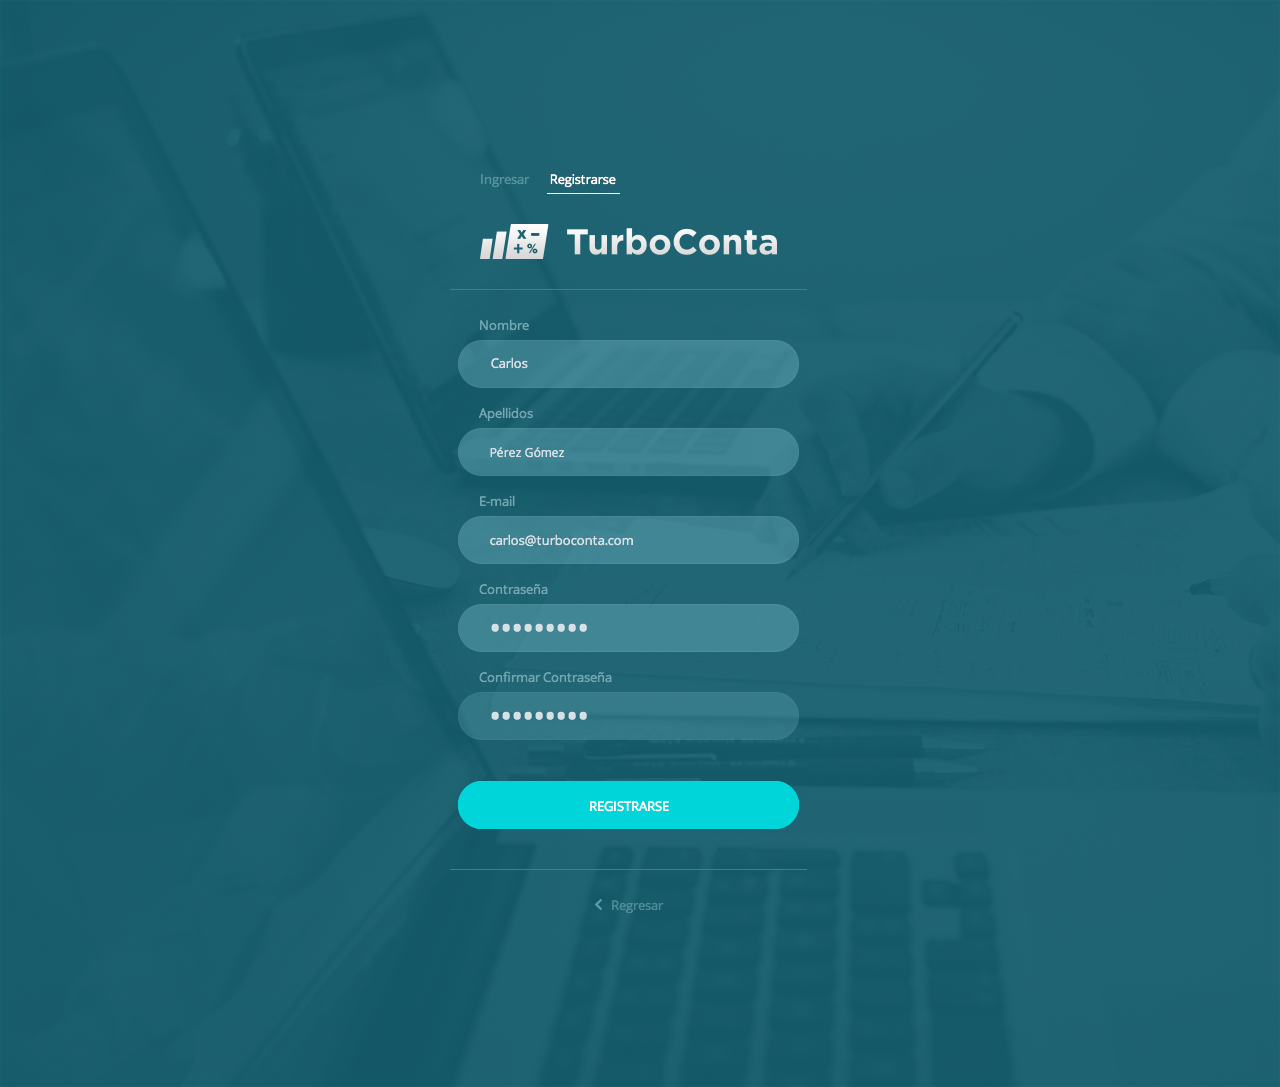 Ingresar Registrarse
x − + % TurboConta
Nombre
Carlos
Apellidos
Pérez Gómez
E-mail
carlos@turboconta.com
Contraseña
●●●●●●●●●
Confirmar Contraseña
●●●●●●●●●
REGISTRARSE
Regresar